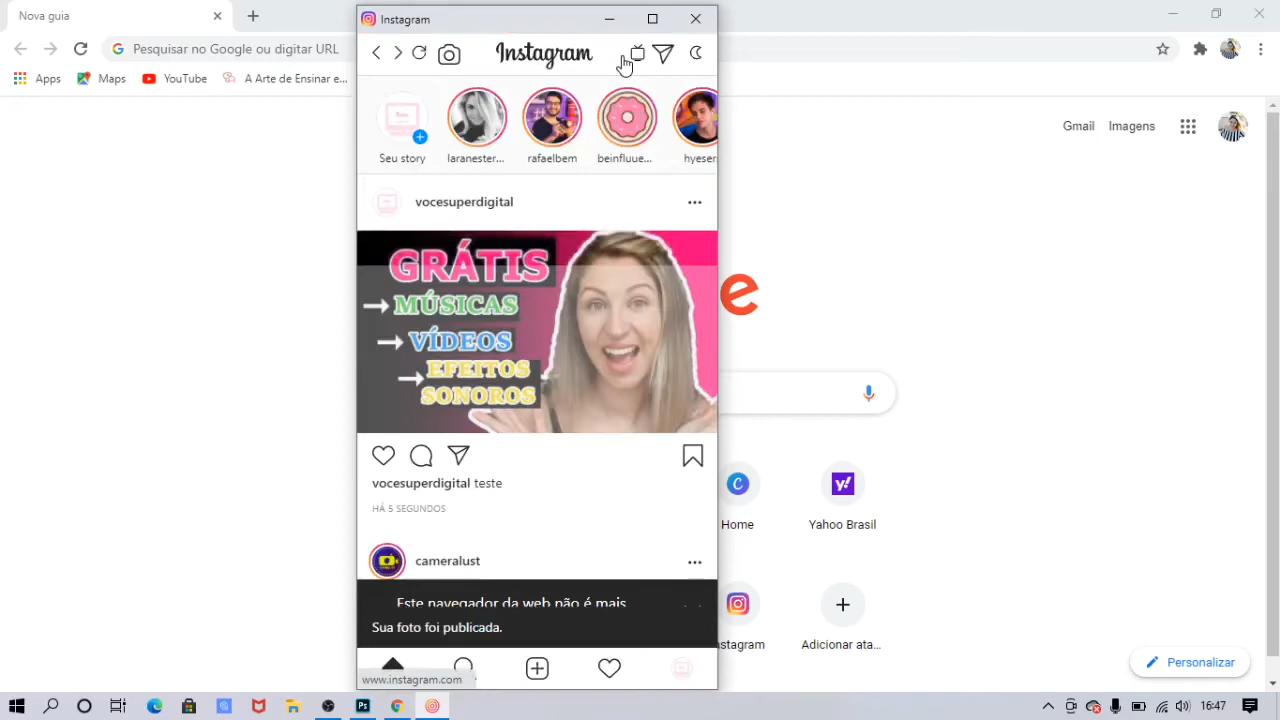 Nova guia
Instagram
Pesquisar no Google ou digitar URL
Instagram
Apps
Maps
YouTube
A Arte de Ensinar e...
Gmail
Imagens
Seu story
laranester...
rafaelbem
beinfluue...
hyeser
vocesuperdigital
GRÁTIS
→ MÚSICAS
→ VÍDEOS
→ EFEITOS
SONOROS
e
vocesuperdigital teste
HÁ 5 SEGUNDOS
Home
Yahoo Brasil
cameralust
Este navegador da web não é mais
Sua foto foi publicada.
stagram
Adicionar ata...
Personalizar
www.instagram.com
Ps
16:47